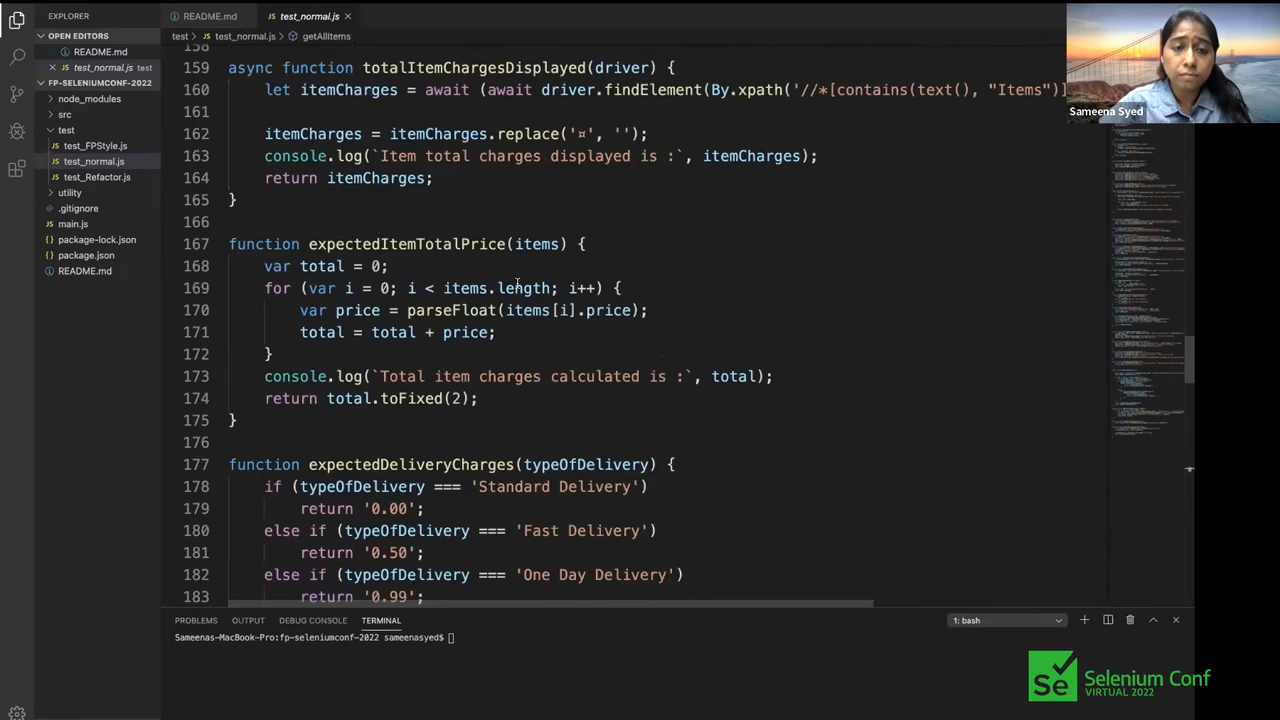 EXPLORER
README.md
test_normal.js
OPEN EDITORS
test > test_normal.js > getAllItems
README.md
test_normal.js
FP-SELENIUMCONF-2022
node_modules
src
test
test_FPStyle.js
test_normal.js
test_Refactor.js
utility
.gitignore
main.js
package-lock.json
package.json
README.md
158
159 async function totalItemChargesDisplayed(driver) {
160 let itemCharges = await (await driver.findElement(By.xpath('//*[contains(text(), "Items")]
161
162 itemCharges = itemCharges.replace('¤', '');
163 console.log(`Item total charges displayed is :`, itemCharges);
164 return itemCharges;
165 }
166
167 function expectedItemTotalPrice(items) {
168 var total = 0;
169 for (var i = 0; i < items.length; i++) {
170 var price = parseFloat(items[i].price);
171 total = total + price;
172 }
173 console.log(`Total charges calculated is :`, total);
174 return total.toFixed(2);
175 }
176
177 function expectedDeliveryCharges(typeOfDelivery) {
178 if (typeOfDelivery === 'Standard Delivery')
179 return '0.00';
180 else if (typeOfDelivery === 'Fast Delivery')
181 return '0.50';
182 else if (typeOfDelivery === 'One Day Delivery')
183 return '0.99';
PROBLEMS OUTPUT DEBUG CONSOLE TERMINAL
1: bash
Sameenas-MacBook-Pro:fp-seleniumconf-2022 sameenasyed$
Sameena Syed
Se
Selenium Conf
VIRTUAL 2022